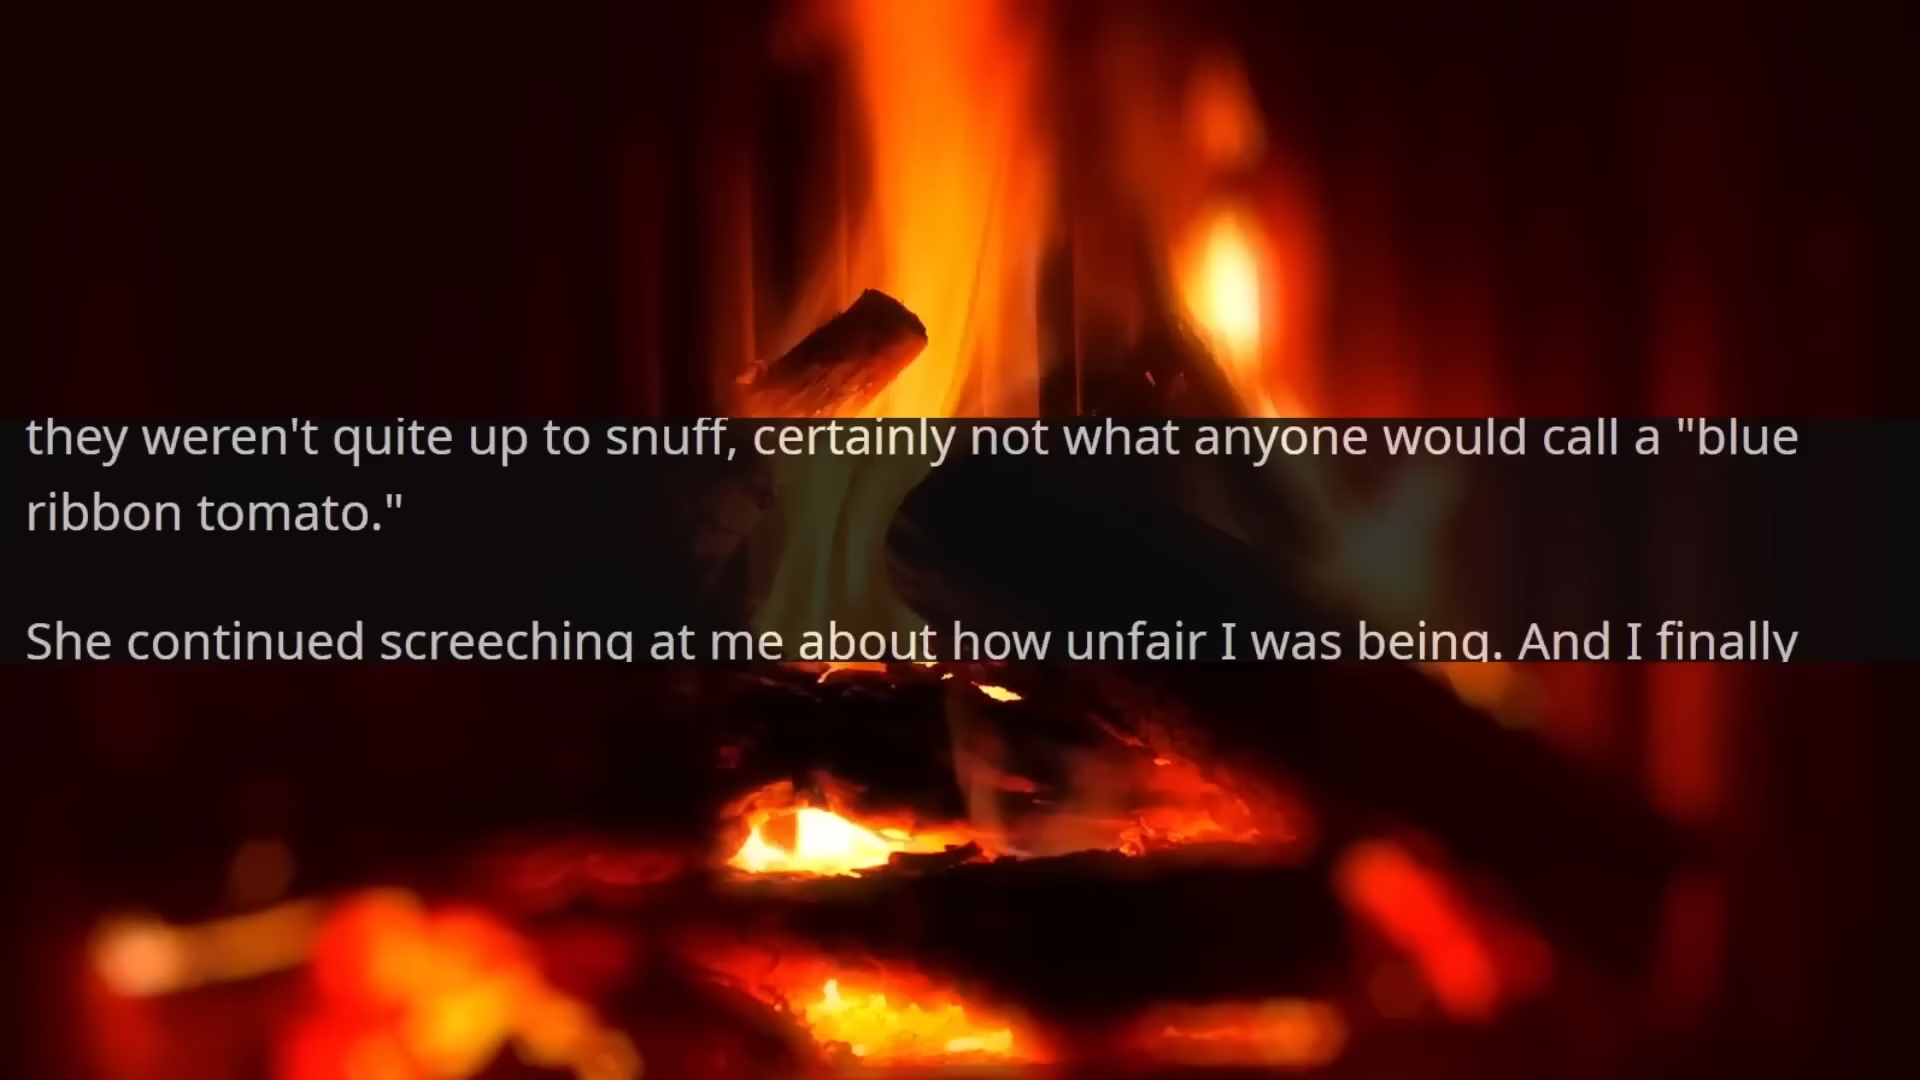 they weren't quite up to snuff, certainly not what anyone would call a "blue
ribbon tomato."
She continued screeching at me about how unfair I was being. And I finally